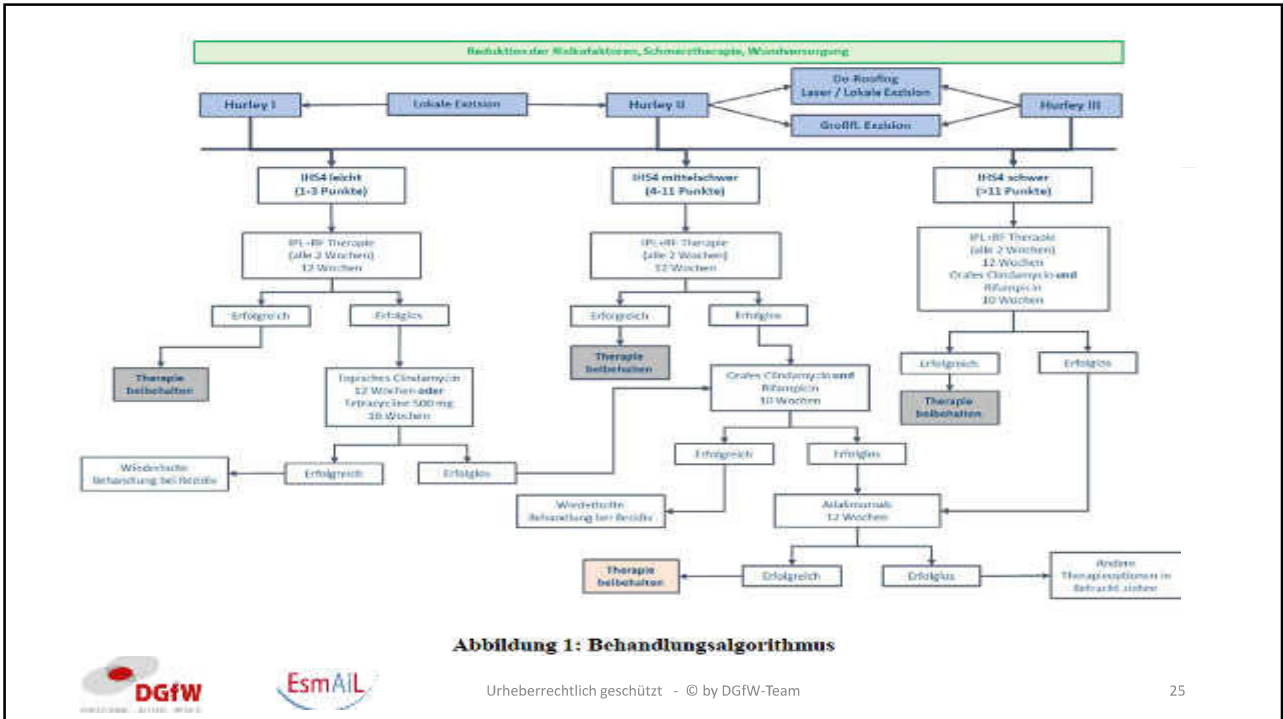 Reduktion der Risikofaktoren, Schmerztherapie, Wundversorgung
Hurley I
Lokale Exzision
Hurley II
De-Roofing
Laser / Lokale Exzision
Großfl. Exzision
Hurley III
IHS4 leicht
(1-3 Punkte)
IHS4 mittelschwer
(4-11 Punkte)
IHS4 schwer
(>11 Punkte)
IPL+RF Therapie
(alle 2 Wochen)
12 Wochen
IPL+RF Therapie
(alle 2 Wochen)
12 Wochen
IPL+RF Therapie
(alle 2 Wochen)
12 Wochen
Orales Clindamycin und
Rifampicin
10 Wochen
Erfolgreich
Erfolglos
Erfolgreich
Erfolglos
Erfolgreich
Erfolglos
Therapie
beibehalten
Topisches Clindamycin
12 Wochen oder
Tetracycline 500 mg
16 Wochen
Therapie
beibehalten
Orales Clindamycin und
Rifampicin
10 Wochen
Therapie
beibehalten
Wiederholte
Behandlung bei Rezidiv
Erfolgreich
Erfolglos
Erfolgreich
Erfolglos
Wiederholte
Behandlung bei Rezidiv
Adalimumab
12 Wochen
Therapie
beibehalten
Erfolgreich
Erfolglos
Andere
Therapieoptionen in
Betracht ziehen
Abbildung 1: Behandlungsalgorithmus
DGfW
EsmAiL
Urheberrechtlich geschützt - © by DGfW-Team
25